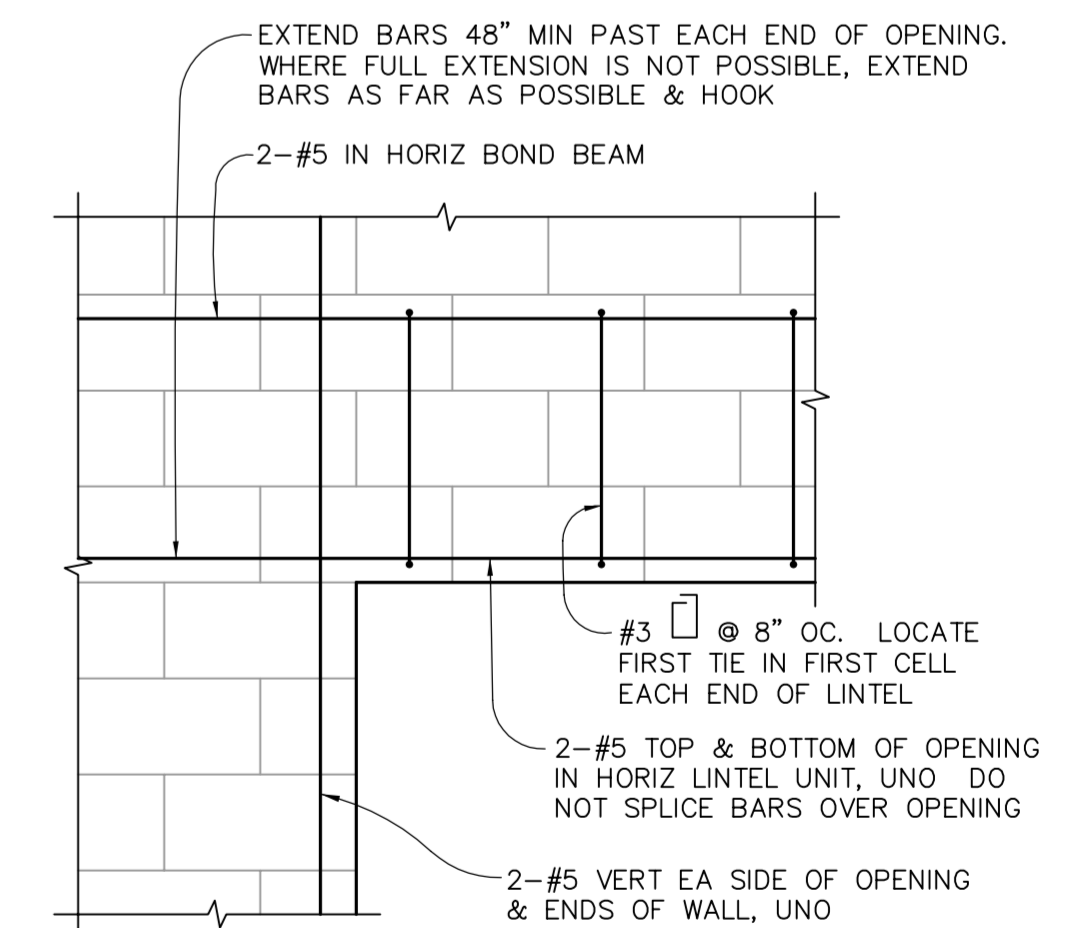 EXTEND BARS 48” MIN PAST EACH END OF OPENING.
WHERE FULL EXTENSION IS NOT POSSIBLE, EXTEND
BARS AS FAR AS POSSIBLE & HOOK
2-#5 IN HORIZ BOND BEAM
#3 @ 8” OC. LOCATE
FIRST TIE IN FIRST CELL
EACH END OF LINTEL
2-#5 TOP & BOTTOM OF OPENING
IN HORIZ LINTEL UNIT, UNO DO
NOT SPLICE BARS OVER OPENING
2-#5 VERT EA SIDE OF OPENING
& ENDS OF WALL, UNO